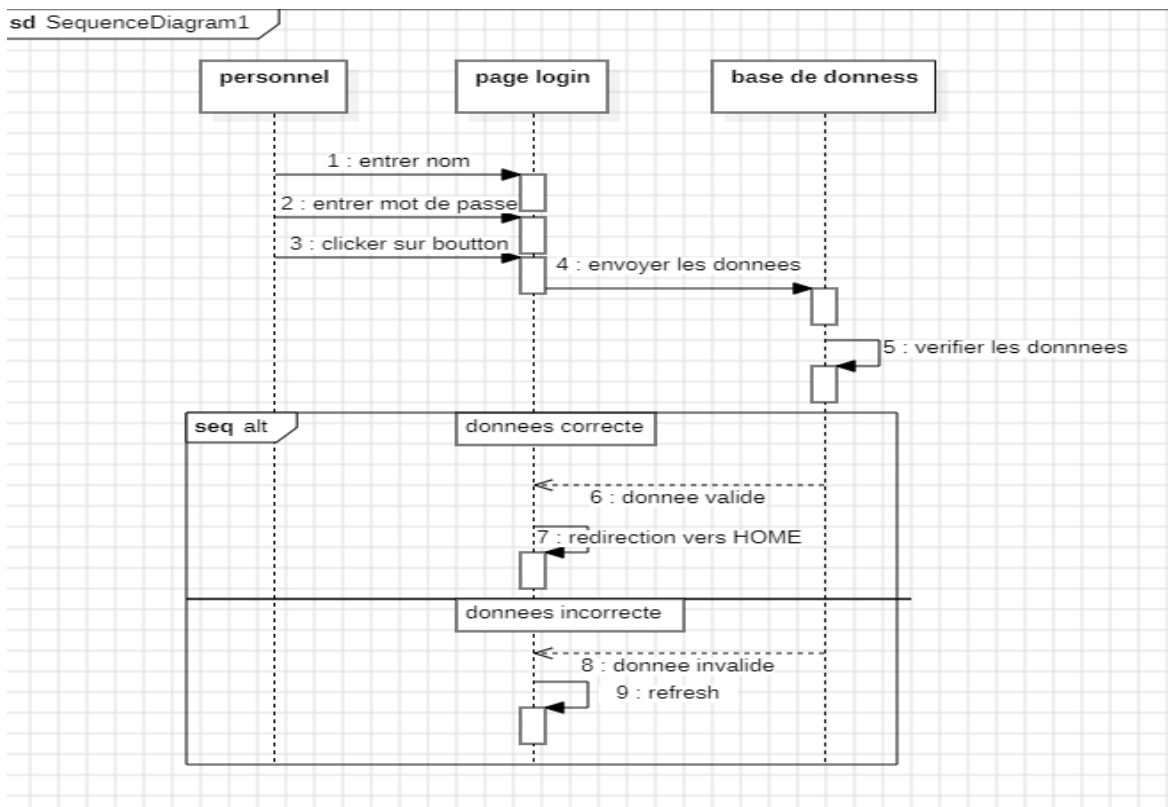 sd SequenceDiagram1
personnel
page login
base de donness
1 : entrer nom
2 : entrer mot de passe
3 : clicker sur boutton
4 : envoyer les donnees
5 : verifier les donnnees
seq alt
donnees correcte
6 : donnee valide
7 : redirection vers HOME
donnees incorrecte
8 : donnee invalide
9 : refresh